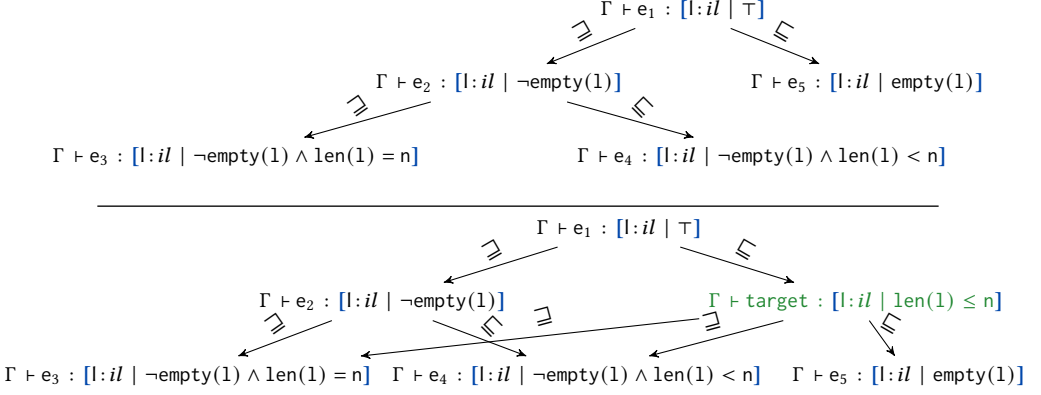 Γ ⊢ e₁ : [l:il | ⊤]
⊒ ⊑
Γ ⊢ e₂ : [l:il | ¬empty(l)] Γ ⊢ e₅ : [l:il | empty(l)]
⊒ ⊑
Γ ⊢ e₃ : [l:il | ¬empty(l) ∧ len(l) = n] Γ ⊢ e₄ : [l:il | ¬empty(l) ∧ len(l) < n]
Γ ⊢ e₁ : [l:il | ⊤]
⊒ ⊑
Γ ⊢ e₂ : [l:il | ¬empty(l)] Γ ⊢ target : [l:il | len(l) ≤ n]
⊒ ⊑ ⊒ ⊒ ⊑
Γ ⊢ e₃ : [l:il | ¬empty(l) ∧ len(l) = n] Γ ⊢ e₄ : [l:il | ¬empty(l) ∧ len(l) < n] Γ ⊢ e₅ : [l:il | empty(l)]